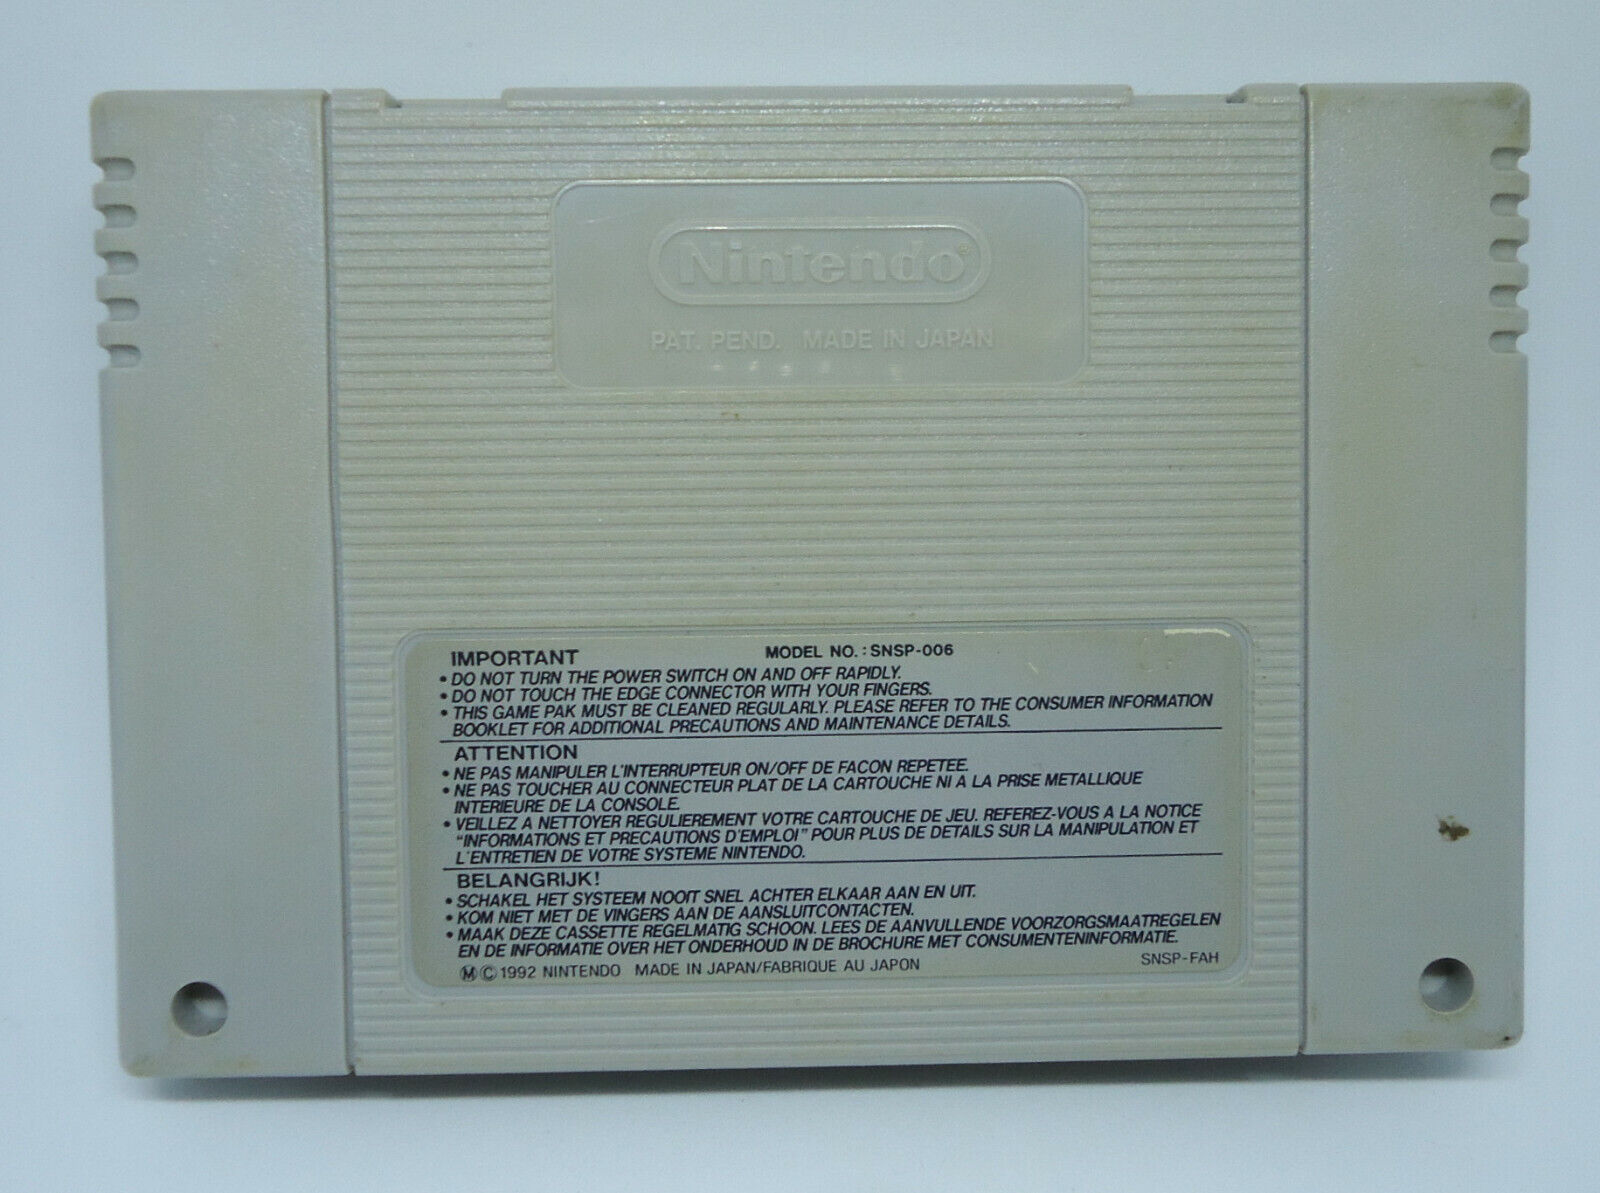 Nintendo®
PAT. PEND. MADE IN JAPAN
IMPORTANT MODEL NO. : SNSP-006
• DO NOT TURN THE POWER SWITCH ON AND OFF RAPIDLY.
• DO NOT TOUCH THE EDGE CONNECTOR WITH YOUR FINGERS.
• THIS GAME PAK MUST BE CLEANED REGULARLY. PLEASE REFER TO THE CONSUMER INFORMATION
BOOKLET FOR ADDITIONAL PRECAUTIONS AND MAINTENANCE DETAILS.
ATTENTION
• NE PAS MANIPULER L'INTERRUPTEUR ON/OFF DE FACON REPETEE.
• NE PAS TOUCHER AU CONNECTEUR PLAT DE LA CARTOUCHE NI A LA PRISE METALLIQUE
INTERIEURE DE LA CONSOLE.
• VEILLEZ A NETTOYER REGULIEREMENT VOTRE CARTOUCHE DE JEU. REFEREZ-VOUS A LA NOTICE
"INFORMATIONS ET PRECAUTIONS D'EMPLOI" POUR PLUS DE DETAILS SUR LA MANIPULATION ET
L'ENTRETIEN DE VOTRE SYSTEME NINTENDO.
BELANGRIJK!
• SCHAKEL HET SYSTEEM NOOIT SNEL ACHTER ELKAAR AAN EN UIT.
• KOM NIET MET DE VINGERS AAN DE AANSLUITCONTACTEN.
• MAAK DEZE CASSETTE REGELMATIG SCHOON. LEES DE AANVULLENDE VOORZORGSMAATREGELEN
EN DE INFORMATIE OVER HET ONDERHOUD IN DE BROCHURE MET CONSUMENTENINFORMATIE.
Ⓜ©1992 NINTENDO MADE IN JAPAN/FABRIQUE AU JAPON SNSP-FAH